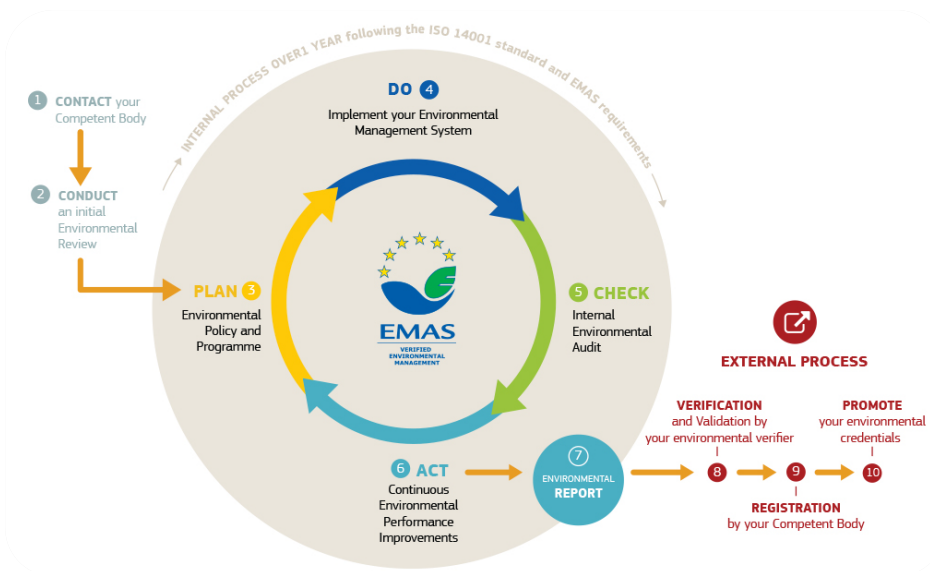 INTERNAL PROCESS OVER1 YEAR following the ISO 14001 standard and EMAS requirements
1 CONTACT your
Competent Body
2 CONDUCT
an initial
Environmental
Review
PLAN 3
Environmental
Policy and
Programme
DO 4
Implement your Environmental
Management System
5 CHECK
Internal
Environmental
Audit
EMAS
VERIFIED
ENVIRONMENTAL
MANAGEMENT
6 ACT
Continuous
Environmental
Performance
Improvements
7
ENVIRONMENTAL
REPORT
EXTERNAL PROCESS
VERIFICATION
and Validation by
your environmental verifier
8
9
REGISTRATION
by your Competent Body
PROMOTE
your environmental
credentials
10